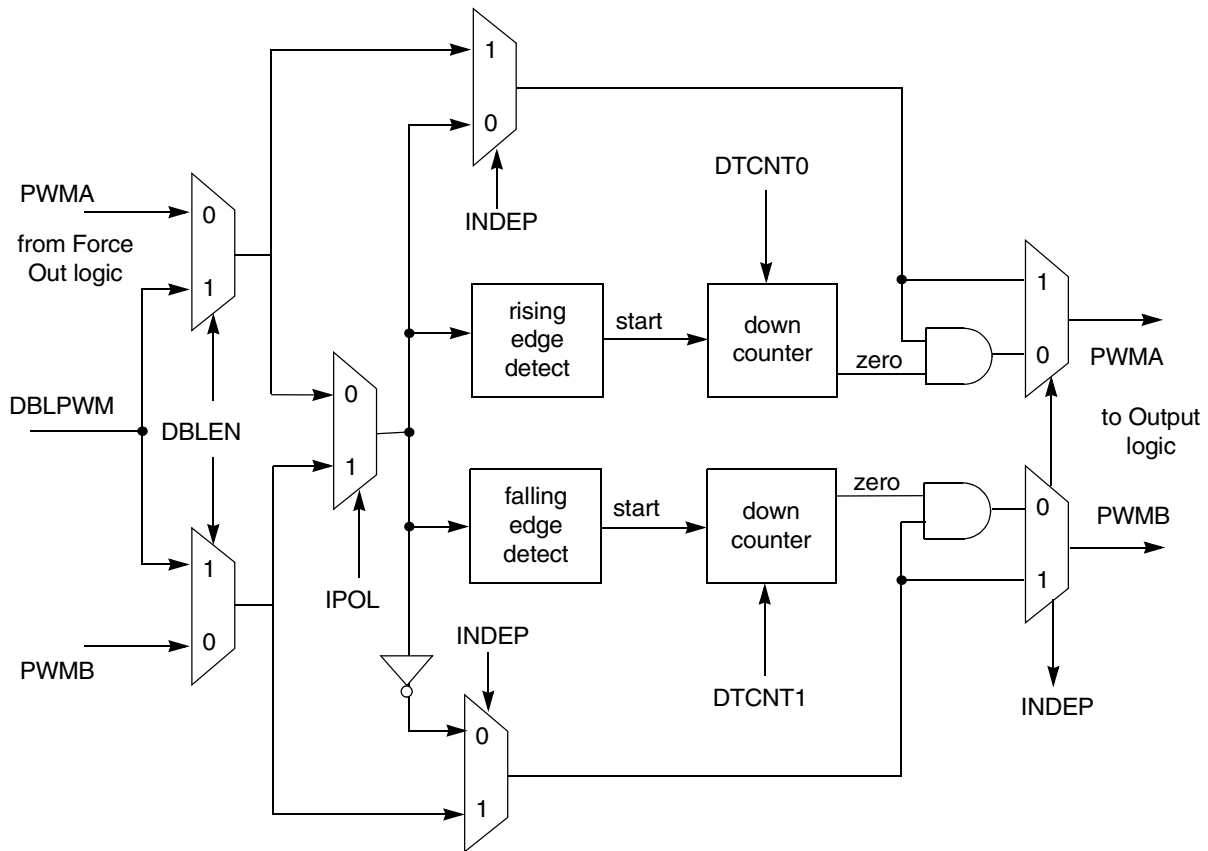 1
0
INDEP
DTCNT0
PWMA
from Force
Out logic
0
1
rising
edge
detect
start
down
counter
zero
1
0
PWMA
DBLPWM
DBLEN
0
1
IPOL
to Output
logic
falling
edge
detect
start
down
counter
zero
0
1
PWMB
1
0
PWMB
INDEP
0
1
DTCNT1
INDEP